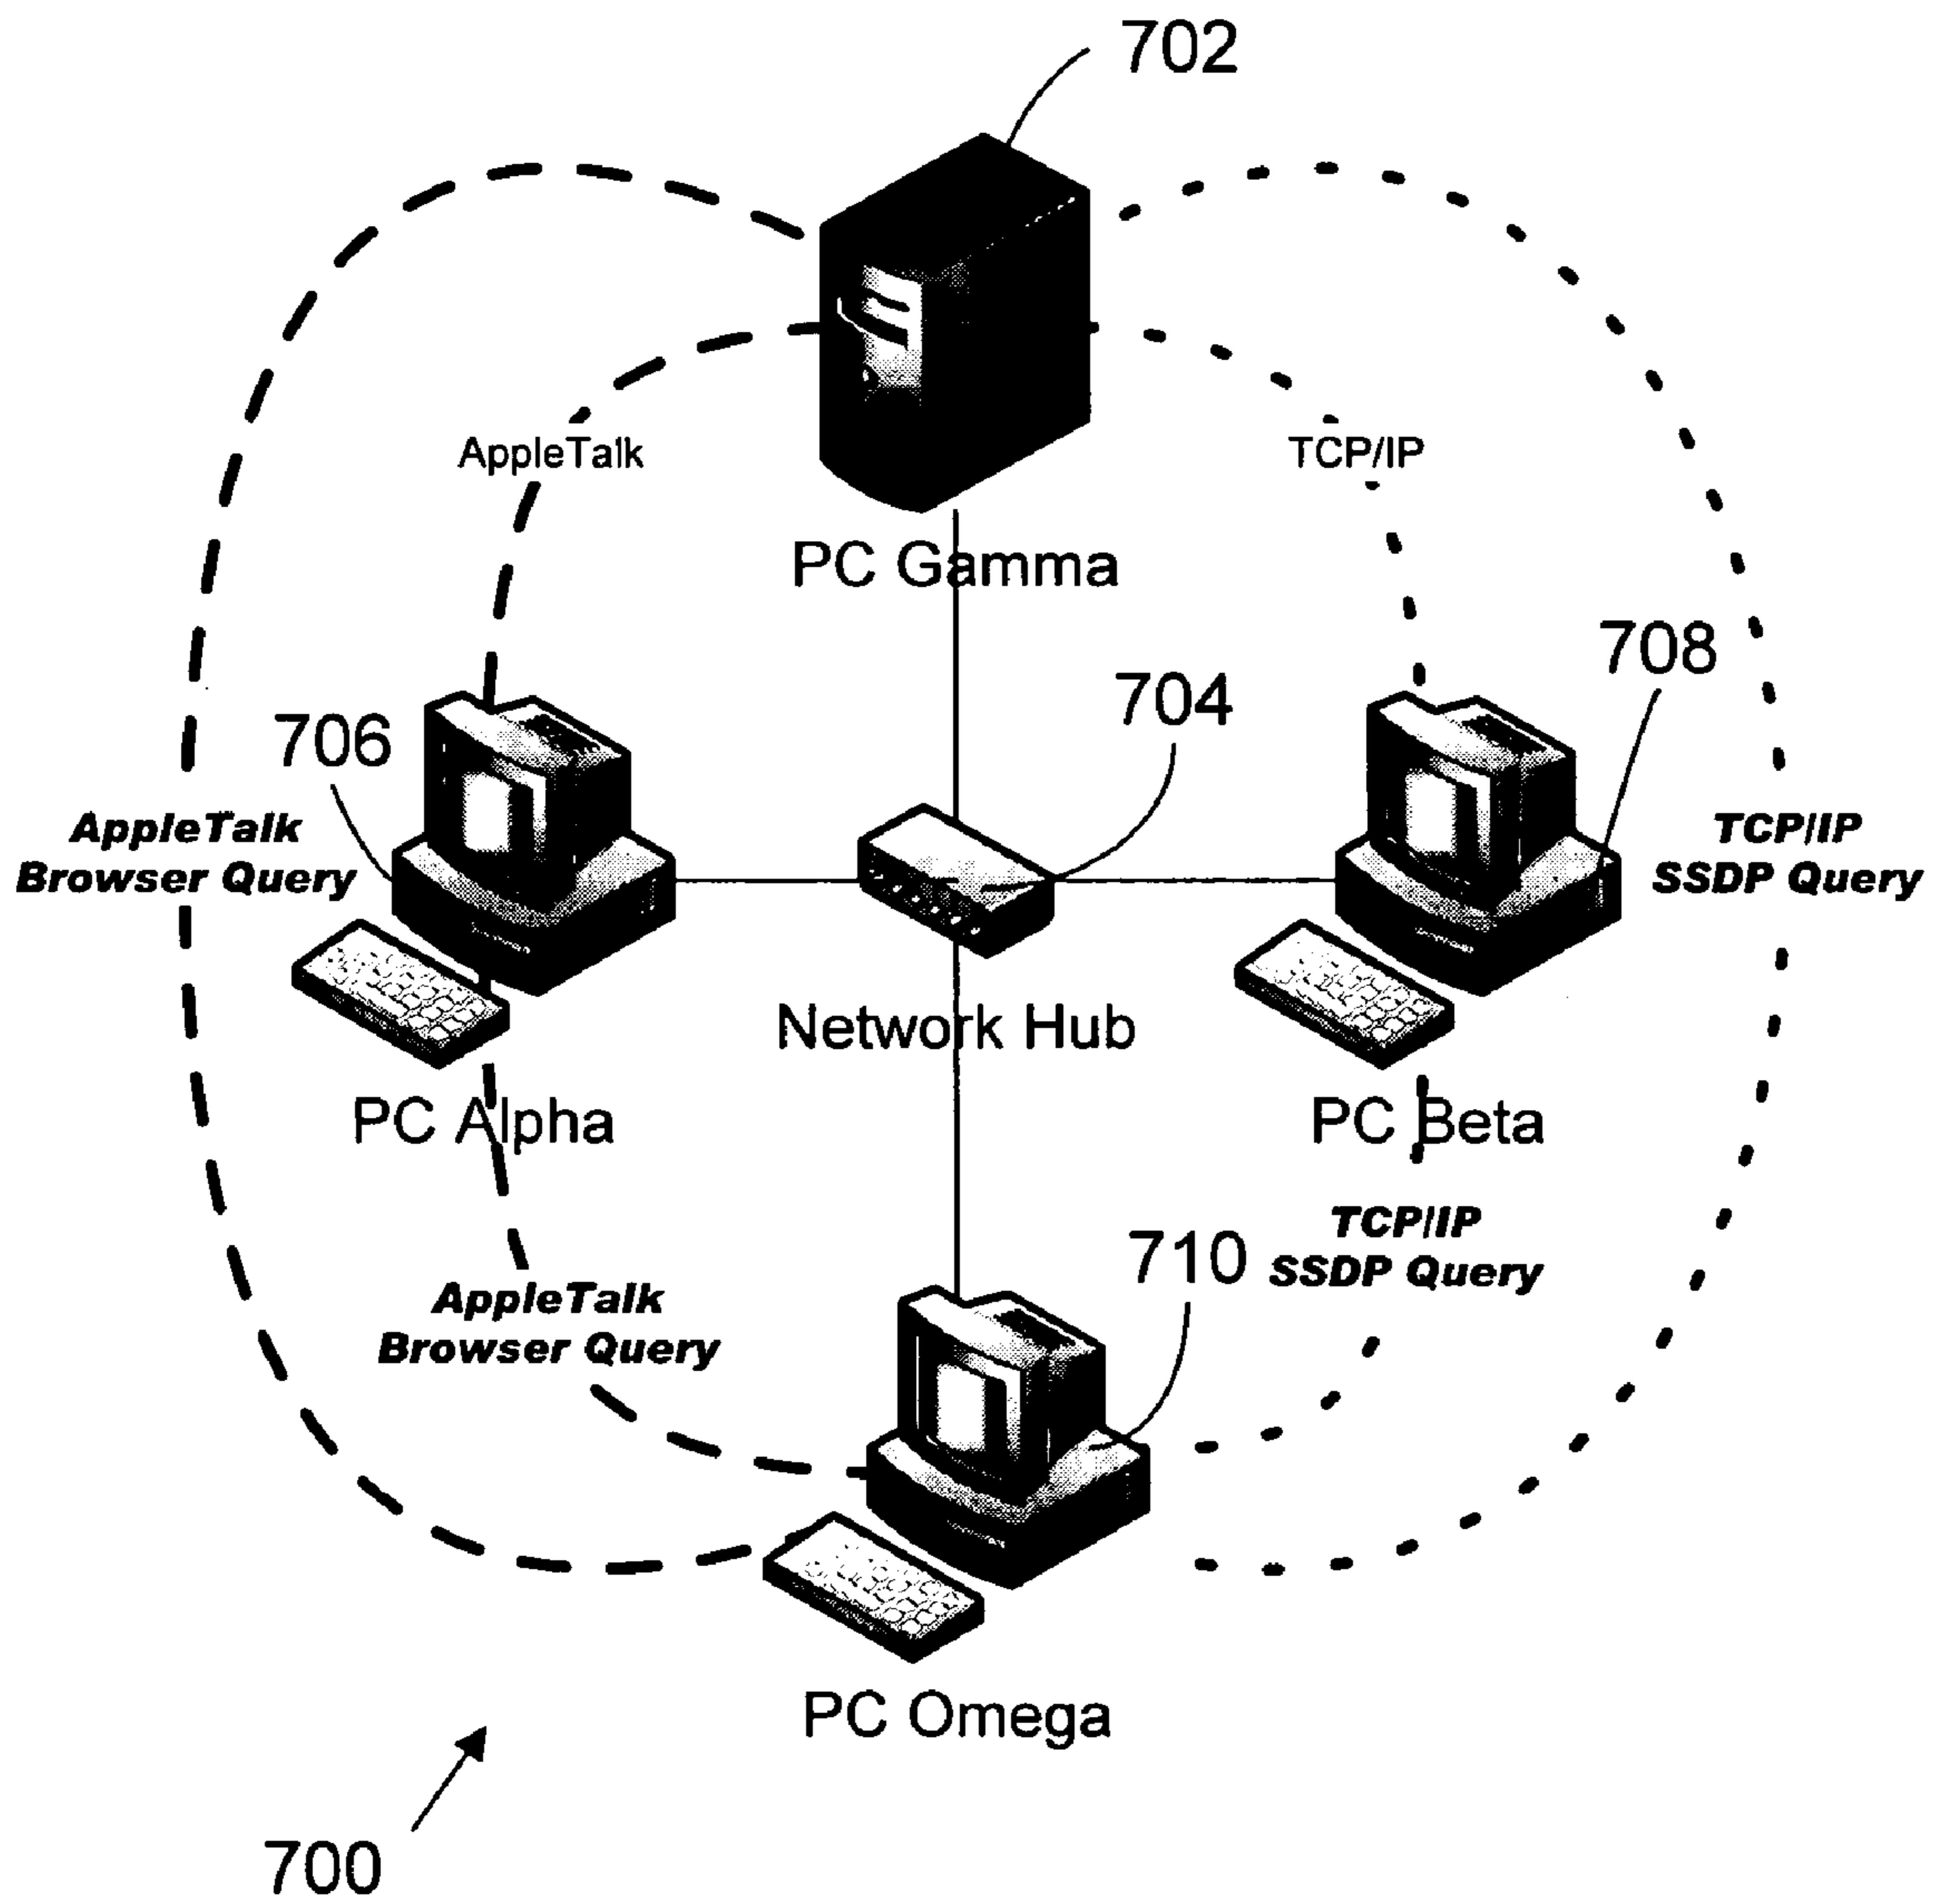 702
AppleTalk
TCP/IP
PC Gamma
708
704
706
AppleTalk
Browser Query
TCP/IP
SSDP Query
Network Hub
PC Alpha
PC Beta
TCP/IP
SSDP Query
710
AppleTalk
Browser Query
PC Omega
700